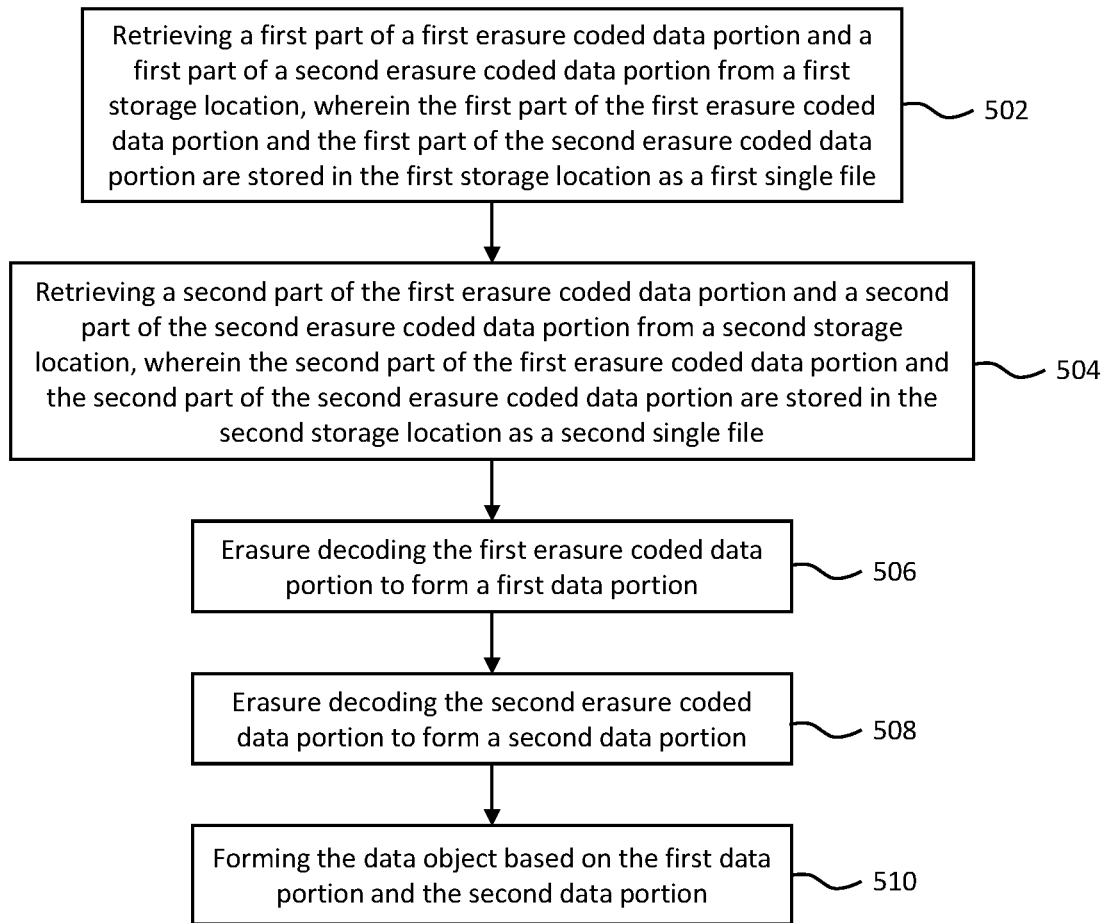 Retrieving a first part of a first erasure coded data portion and a
first part of a second erasure coded data portion from a first
storage location, wherein the first part of the first erasure coded
data portion and the first part of the second erasure coded data
portion are stored in the first storage location as a first single file
502
Retrieving a second part of the first erasure coded data portion and a second
part of the second erasure coded data portion from a second storage
location, wherein the second part of the first erasure coded data portion and
the second part of the second erasure coded data portion are stored in the
second storage location as a second single file
504
Erasure decoding the first erasure coded data
portion to form a first data portion
506
Erasure decoding the second erasure coded
data portion to form a second data portion
508
Forming the data object based on the first data
portion and the second data portion
510